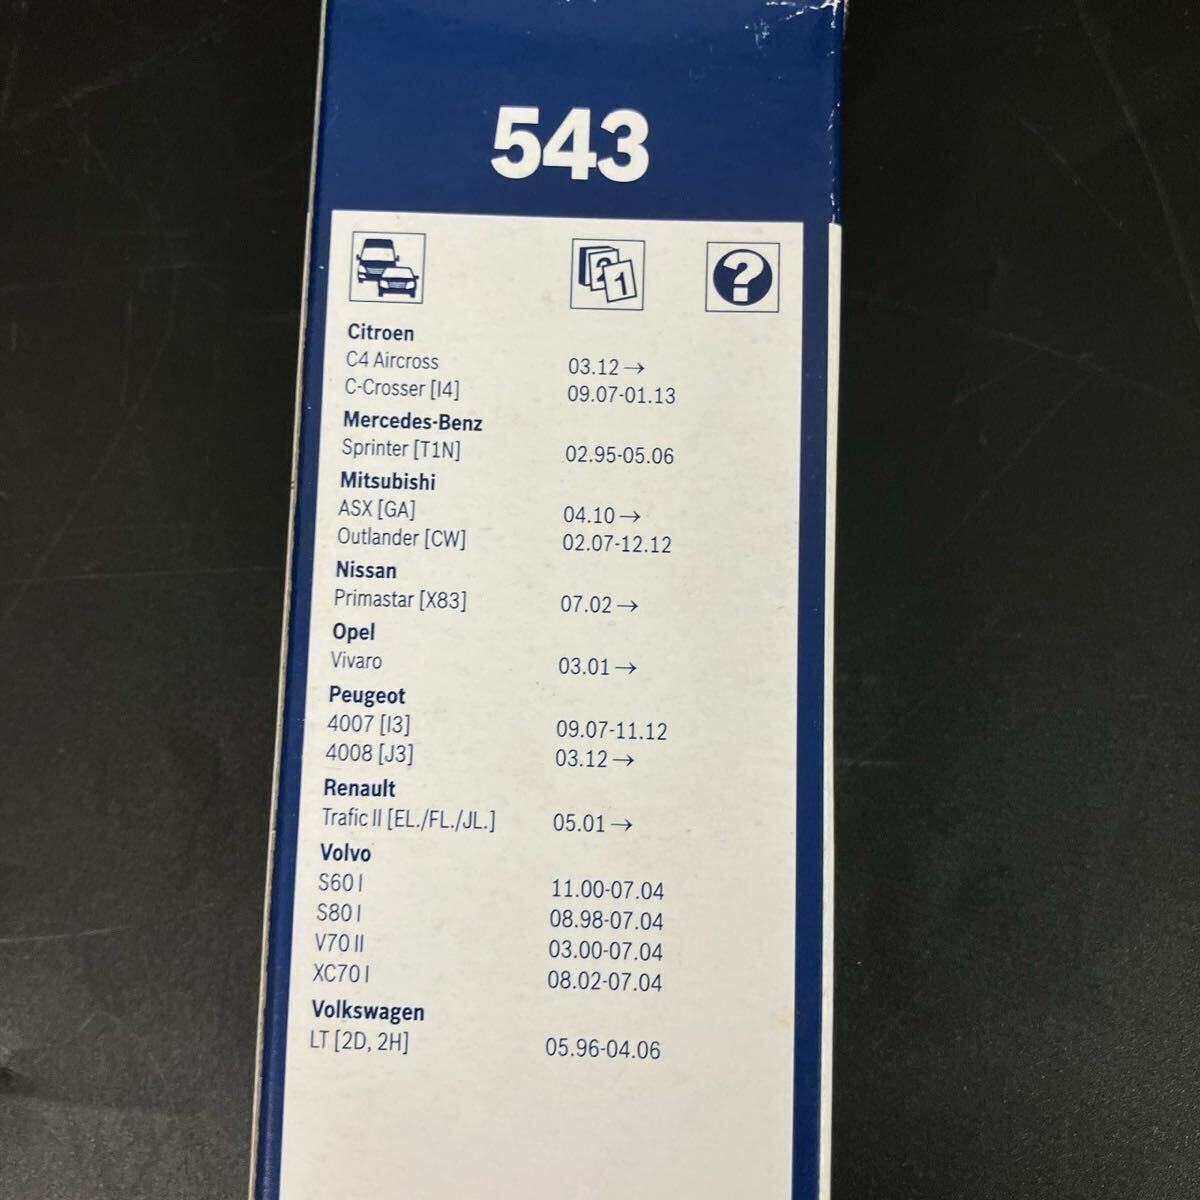 543
2 1 ?
Citroen
C4 Aircross 03.12→
C-Crosser [I4] 09.07-01.13
Mercedes-Benz
Sprinter [T1N] 02.95-05.06
Mitsubishi
ASX [GA] 04.10→
Outlander [CW] 02.07-12.12
Nissan
Primastar [X83] 07.02→
Opel
Vivaro 03.01→
Peugeot
4007 [I3] 09.07-11.12
4008 [J3] 03.12→
Renault
Trafic II [EL./FL./JL.] 05.01→
Volvo
S60 I 11.00-07.04
S80 I 08.98-07.04
V70 II 03.00-07.04
XC70 I 08.02-07.04
Volkswagen
LT [2D, 2H] 05.96-04.06